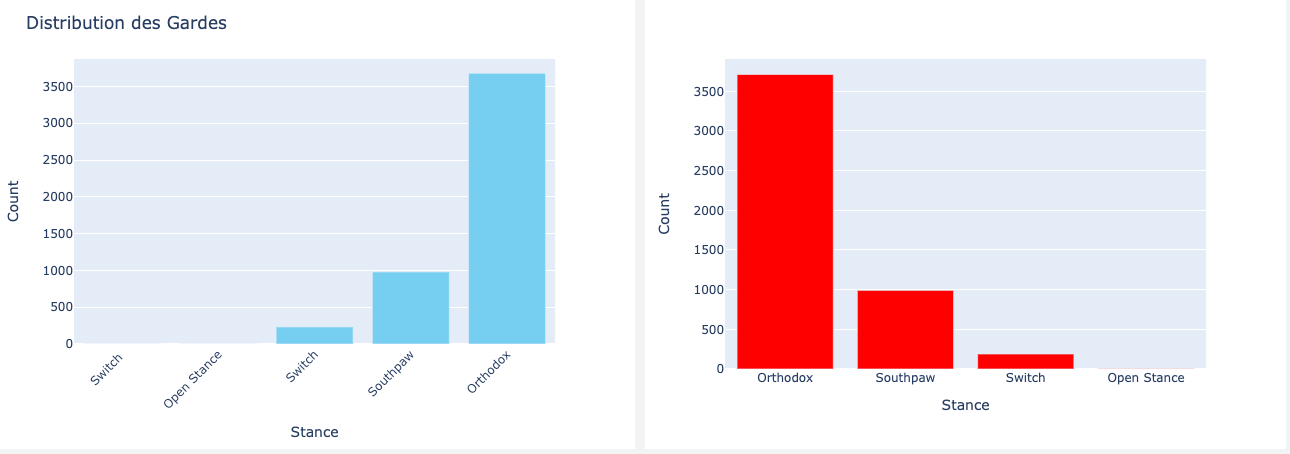 Distribution des Gardes
Count
3500
3000
2500
2000
1500
1000
500
0
Switch
Open Stance
Switch
Southpaw
Orthodox
Stance
Count
3500
3000
2500
2000
1500
1000
500
0
Orthodox
Southpaw
Switch
Open Stance
Stance